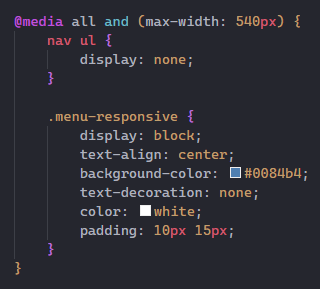 @media all and (max-width: 540px) {
    nav ul {
        display: none;
    }

    .menu-responsive {
        display: block;
        text-align: center;
        background-color: #0084b4;
        text-decoration: none;
        color: white;
        padding: 10px 15px;
    }
}